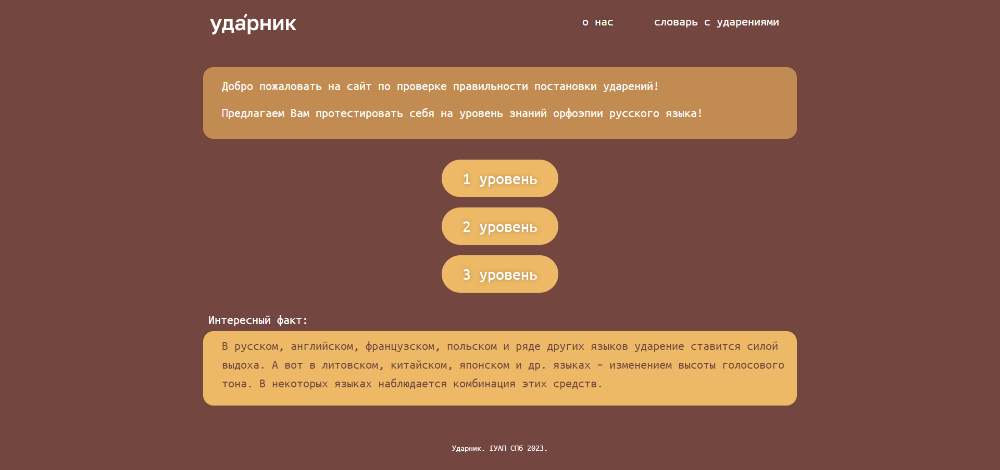 уда́рник
о нас
словарь с ударениями
Добро пожаловать на сайт по проверке правильности постановки ударений!
Предлагаем Вам протестировать себя на уровень знаний орфоэпии русского языка!
1 уровень
2 уровень
3 уровень
Интересный факт:
В русском, английском, французском, польском и ряде других языков ударение ставится силой
выдоха. А вот в литовском, китайском, японском и др. языках - изменением высоты голосового
тона. В некоторых языках наблюдается комбинация этих средств.
Ударник. ГУАП СПб 2023.